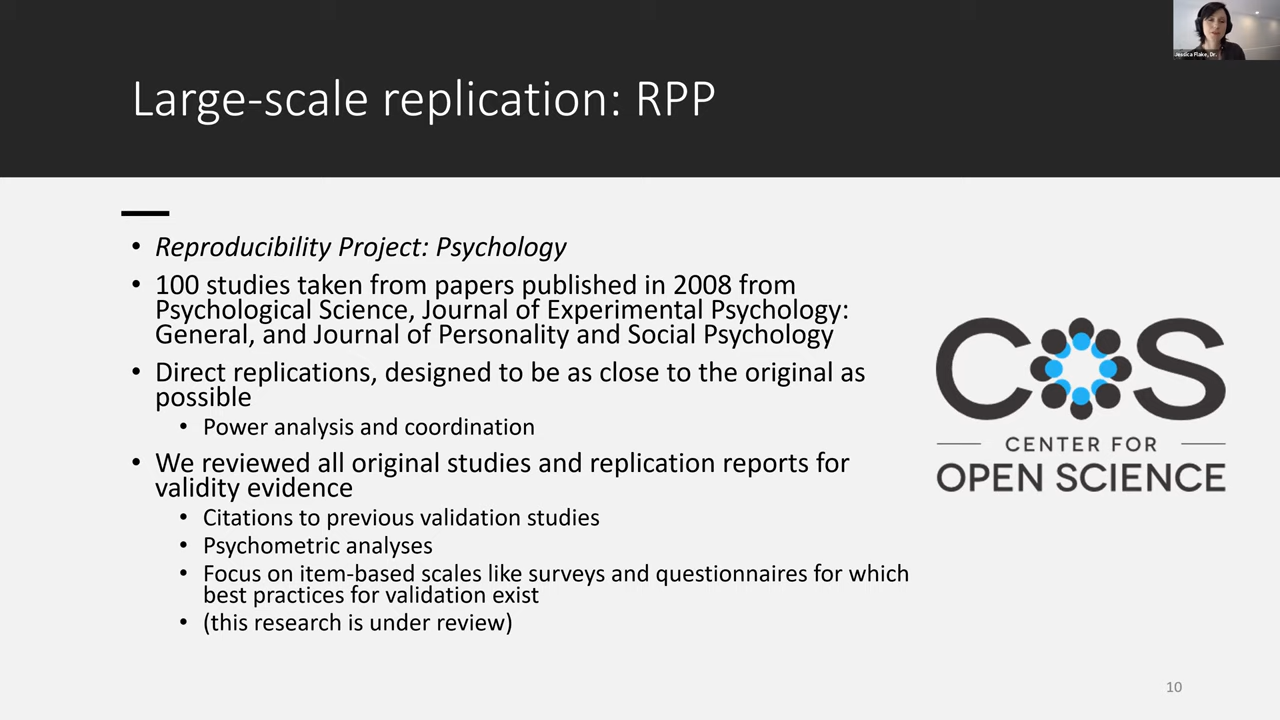 Jessica Flake, Dr.
Large-scale replication: RPP
• Reproducibility Project: Psychology
• 100 studies taken from papers published in 2008 from
Psychological Science, Journal of Experimental Psychology:
General, and Journal of Personality and Social Psychology
• Direct replications, designed to be as close to the original as
possible
• Power analysis and coordination
• We reviewed all original studies and replication reports for
validity evidence
• Citations to previous validation studies
• Psychometric analyses
• Focus on item-based scales like surveys and questionnaires for which
best practices for validation exist
• (this research is under review)
COS
CENTER FOR
OPEN SCIENCE
10